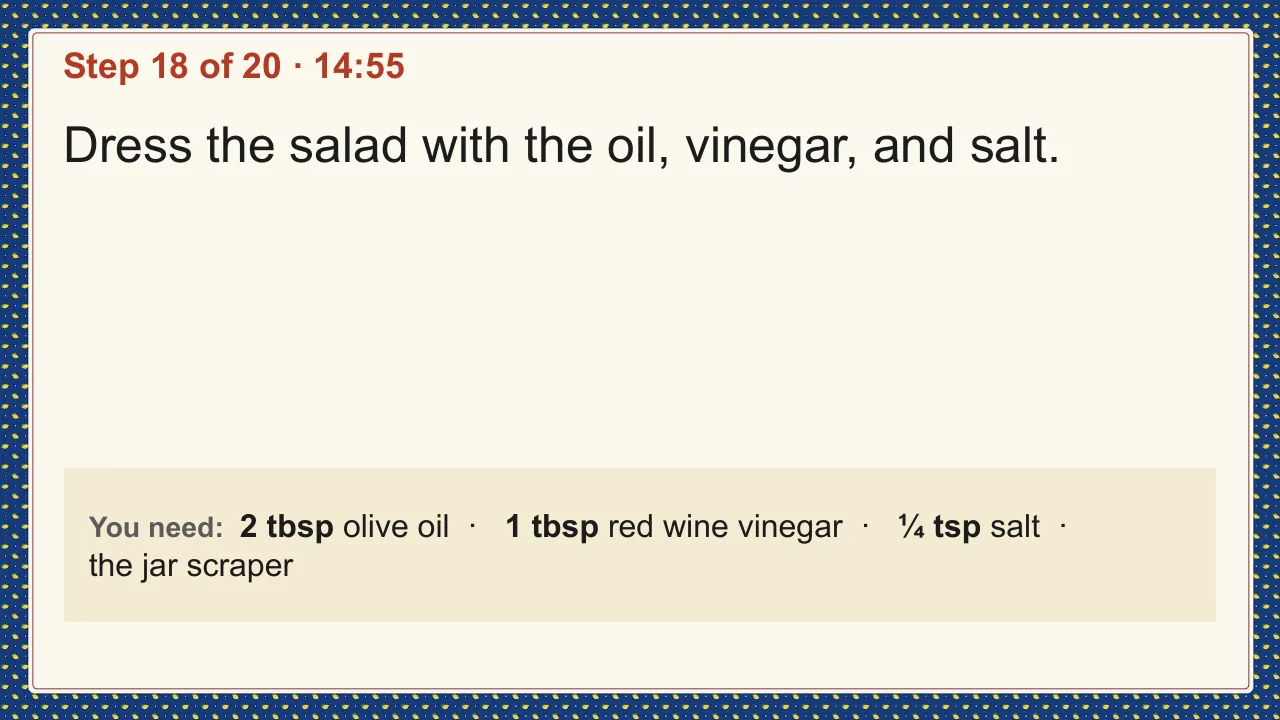 Step 18 of 20 · 14:55
Dress the salad with the oil, vinegar, and salt.
You need: 2 tbsp olive oil · 1 tbsp red wine vinegar · ¼ tsp salt ·
the jar scraper